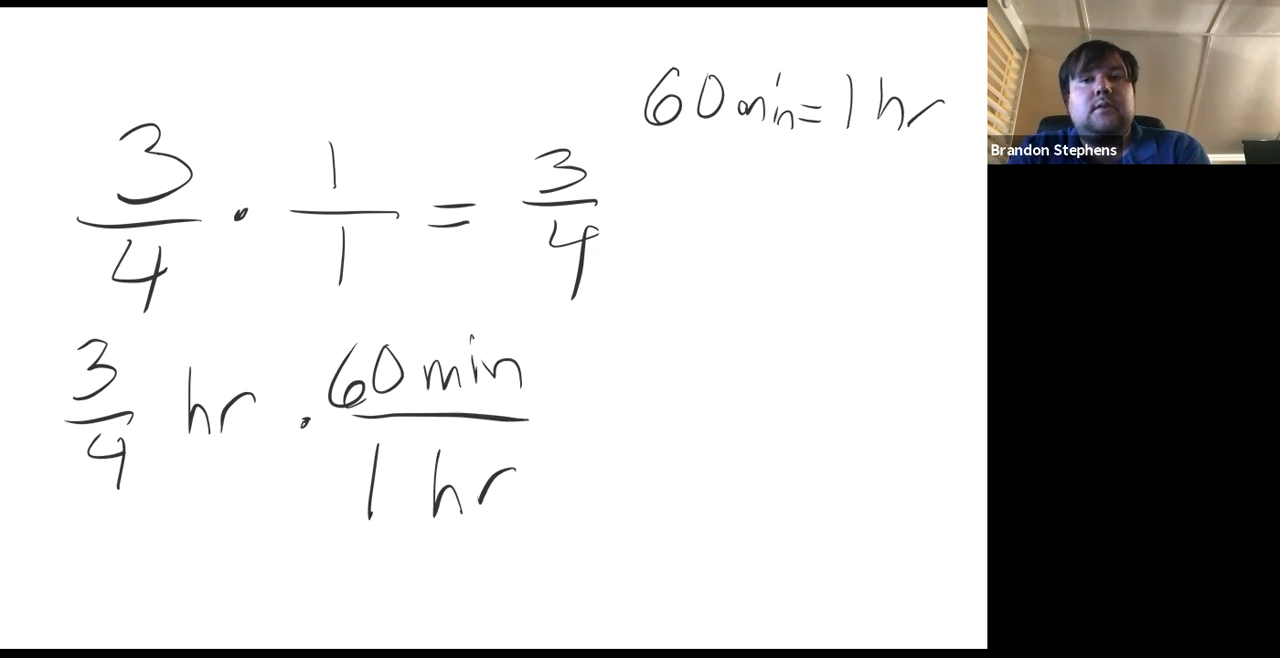 60 min = 1 hr
3/4 · 1/1 = 3/4
3/4 hr · 60 min/1 hr
Brandon Stephens